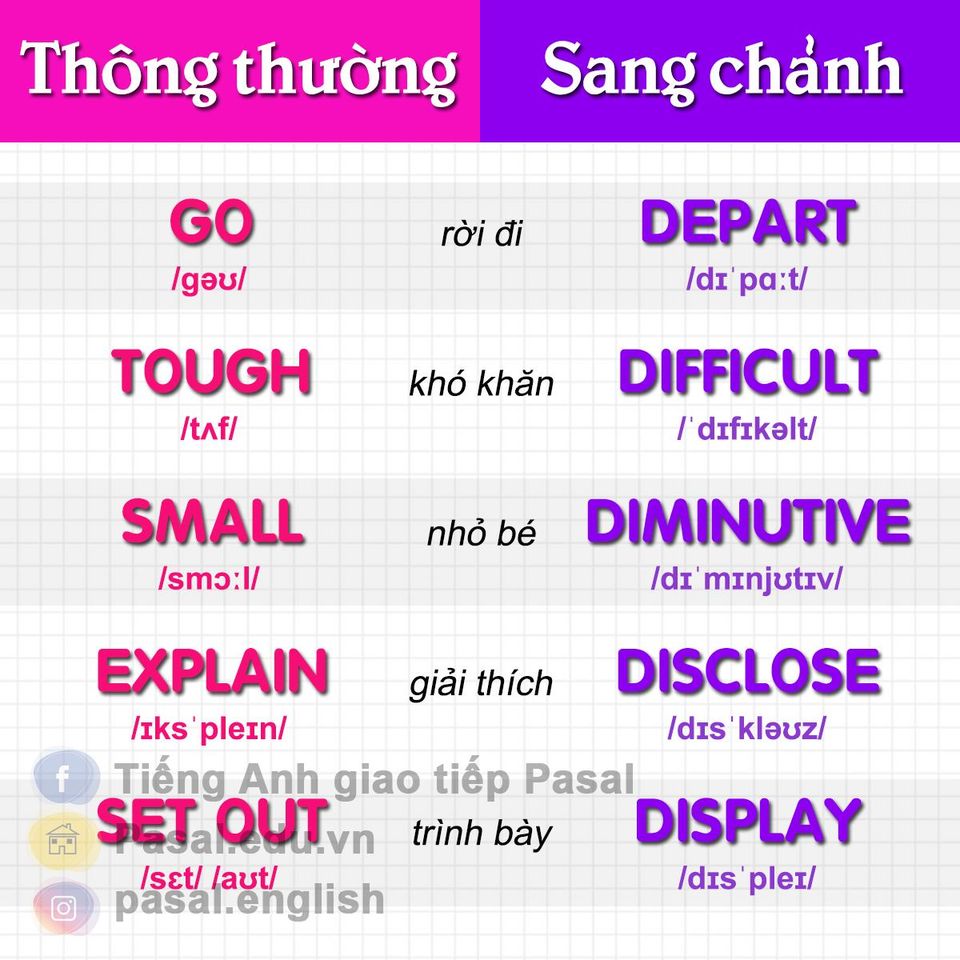 Thông thường
Sang chảnh
GO
rời đi
DEPART
/gəʊ/
/dɪˈpɑːt/
TOUGH
khó khăn
DIFFICULT
/tʌf/
/ˈdɪfɪkəlt/
SMALL
nhỏ bé
DIMINUTIVE
/smɔːl/
/dɪˈmɪnjʊtɪv/
EXPLAIN
giải thích
DISCLOSE
/ɪksˈpleɪn/
/dɪsˈkləʊz/
Tiếng Anh giao tiếp Pasal
SET OUT
trình bày
DISPLAY
Pasal.edu.vn
/sɛt/ /aʊt/
/dɪsˈpleɪ/
pasal.english